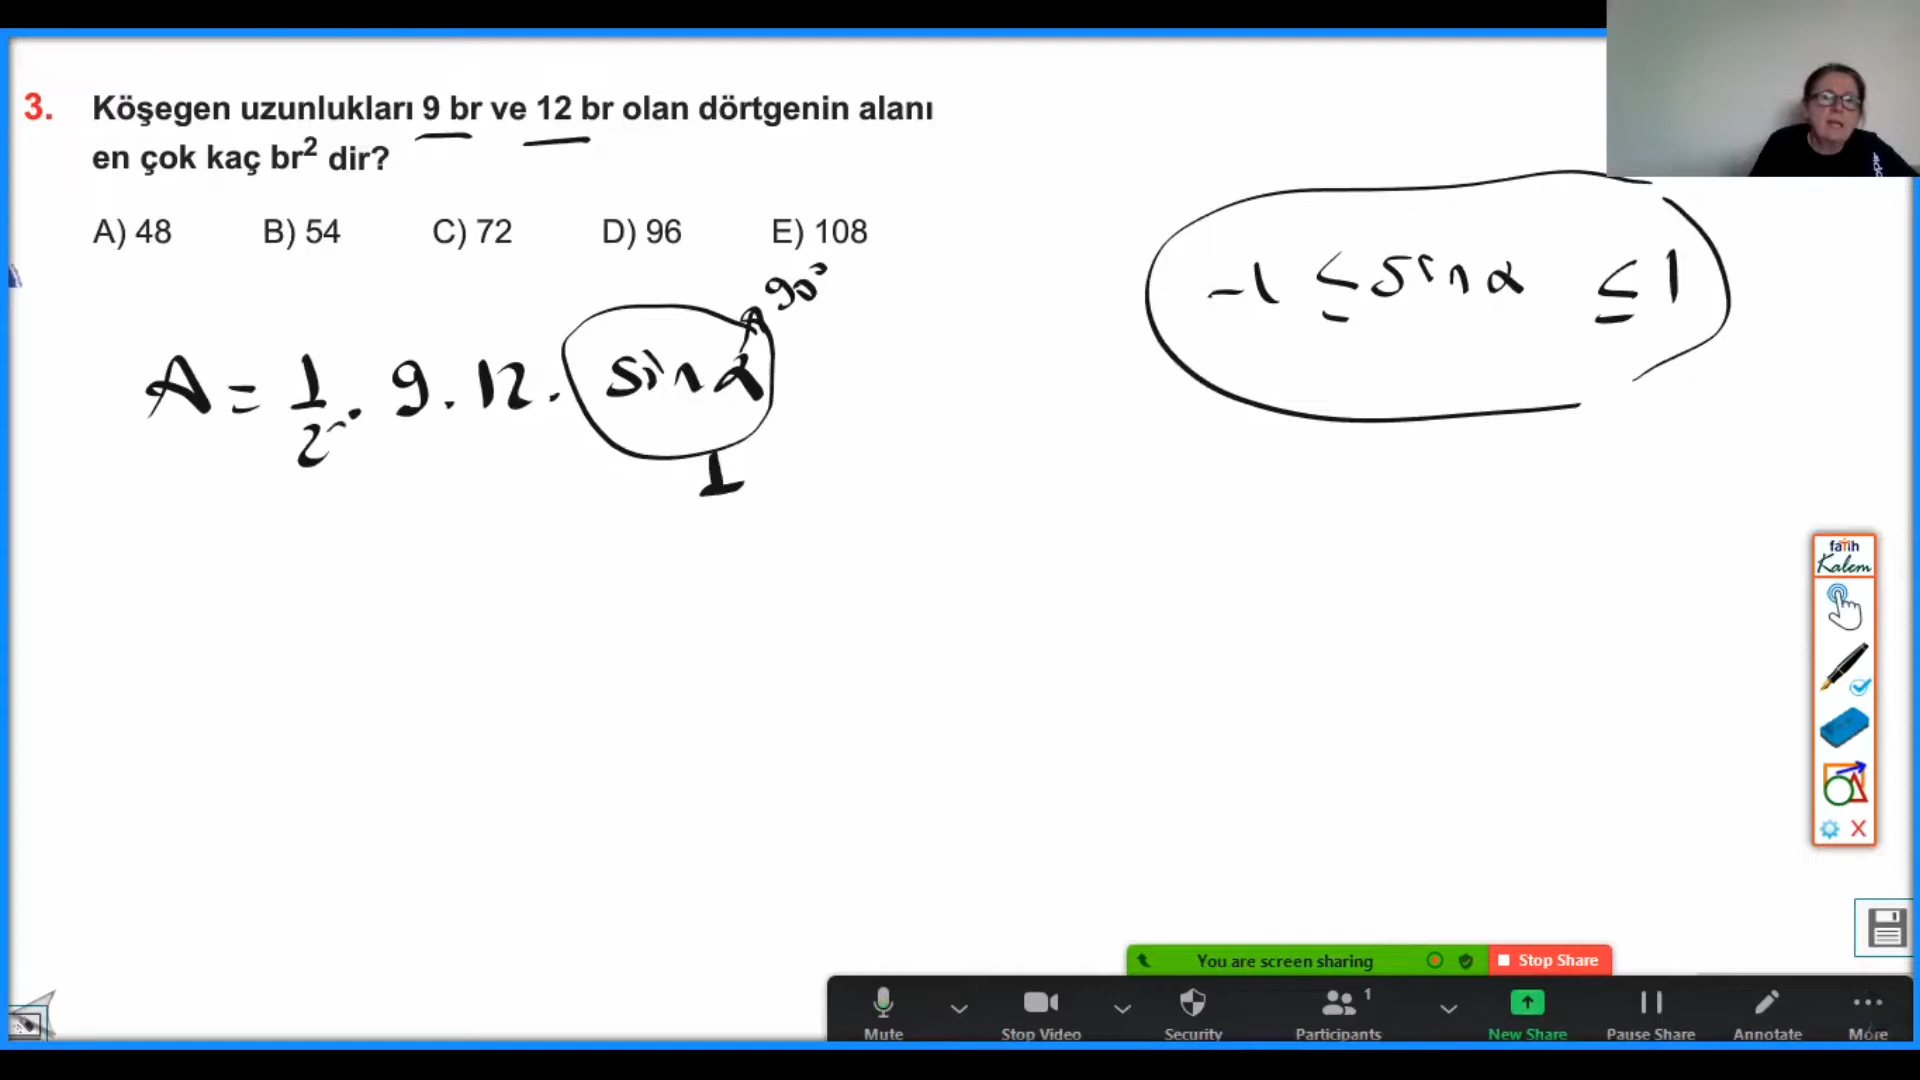 3. Köşegen uzunlukları 9 br ve 12 br olan dörtgenin alanı
en çok kaç br² dir?
A) 48 B) 54 C) 72 D) 96 E) 108
-1 ≤ sin α ≤ 1
90°
A = 1/2 . 9 . 12 . sin α
1
fatih
Kalem
You are screen sharing Stop Share
1
Mute Stop Video Security Participants New Share Pause Share Annotate More